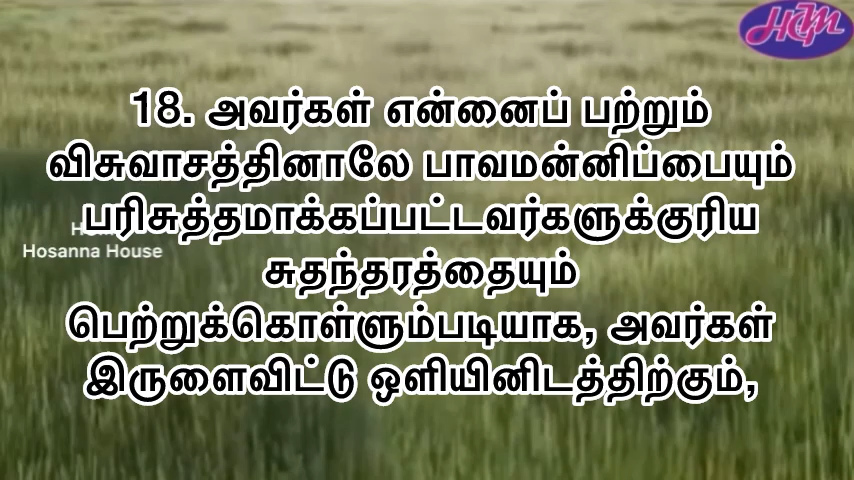 HCM
18. அவர்கள் என்னைப் பற்றும்
விசுவாசத்தினாலே பாவமன்னிப்பையும்
பரிசுத்தமாக்கப்பட்டவர்களுக்குரிய
Hosanna House
சுதந்தரத்தையும்
பெற்றுக்கொள்ளும்படியாக, அவர்கள்
இருளைவிட்டு ஒளியினிடத்திற்கும்,